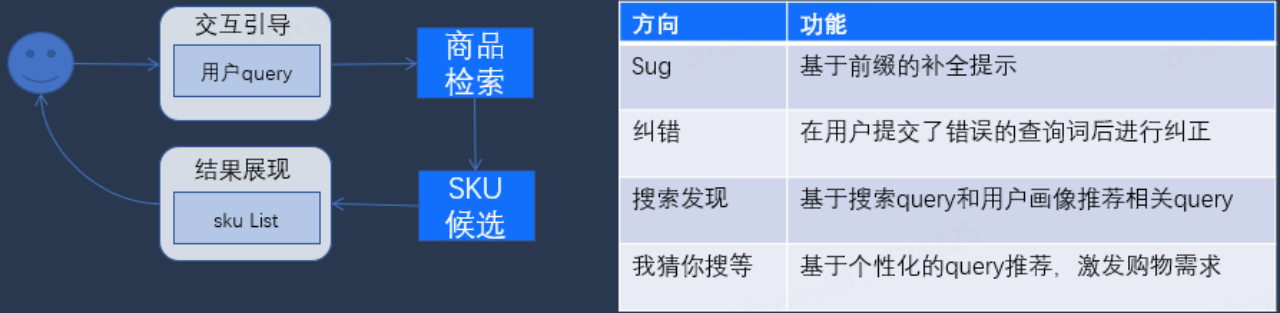 交互引导
用户query
商品
检索
SKU
候选
结果展现
sku List
方向 功能
Sug 基于前缀的补全提示
纠错 在用户提交了错误的查询词后进行纠正
搜索发现 基于搜索query和用户画像推荐相关query
我猜你搜等 基于个性化的query推荐，激发购物需求